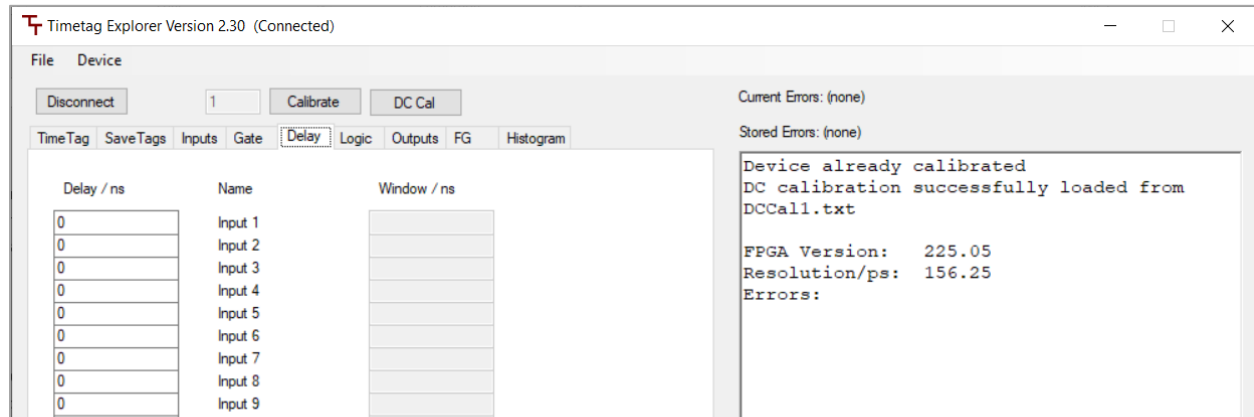 Timetag Explorer Version 2.30 (Connected)
File Device
Disconnect 1 Calibrate DC Cal
TimeTag SaveTags Inputs Gate Delay Logic Outputs FG Histogram
Delay / ns Name Window / ns
0 Input 1
0 Input 2
0 Input 3
0 Input 4
0 Input 5
0 Input 6
0 Input 7
0 Input 8
0 Input 9
Current Errors: (none)
Stored Errors: (none)
Device already calibrated
DC calibration successfully loaded from
DCCal1.txt
FPGA Version: 225.05
Resolution/ps: 156.25
Errors: